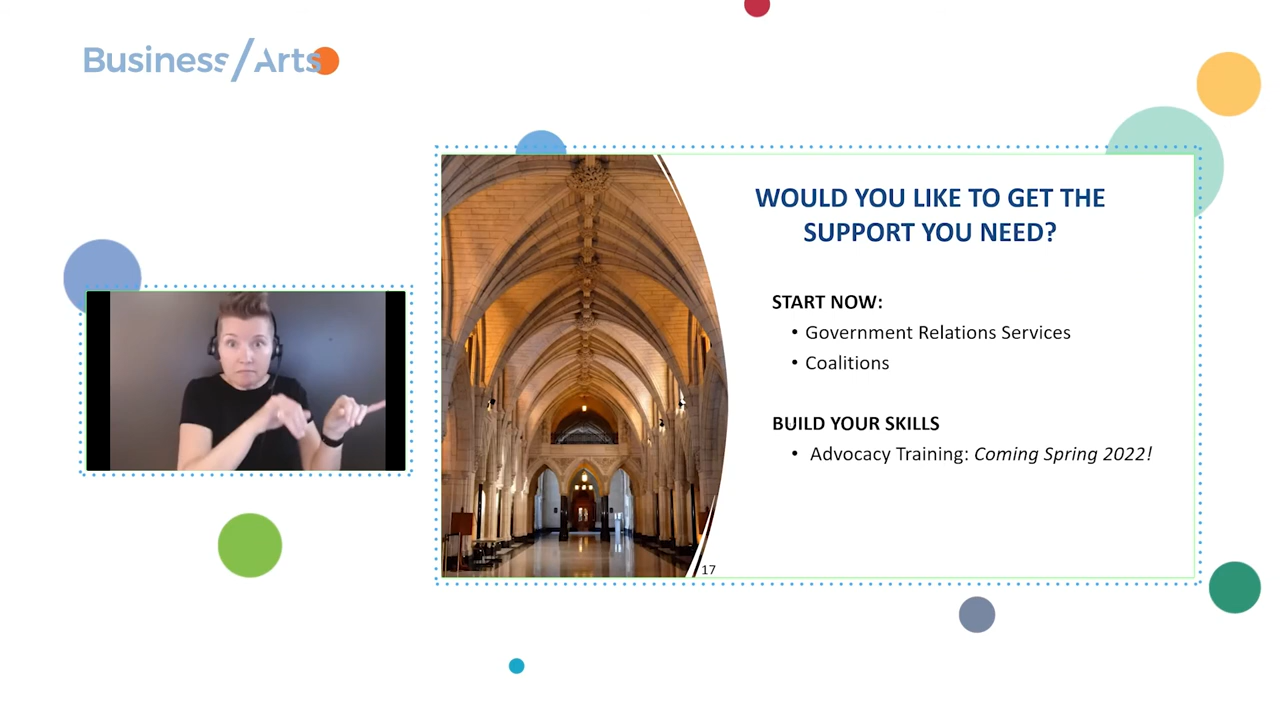 Business/Arts
WOULD YOU LIKE TO GET THE
SUPPORT YOU NEED?
START NOW:
• Government Relations Services
• Coalitions
BUILD YOUR SKILLS
• Advocacy Training: Coming Spring 2022!
17